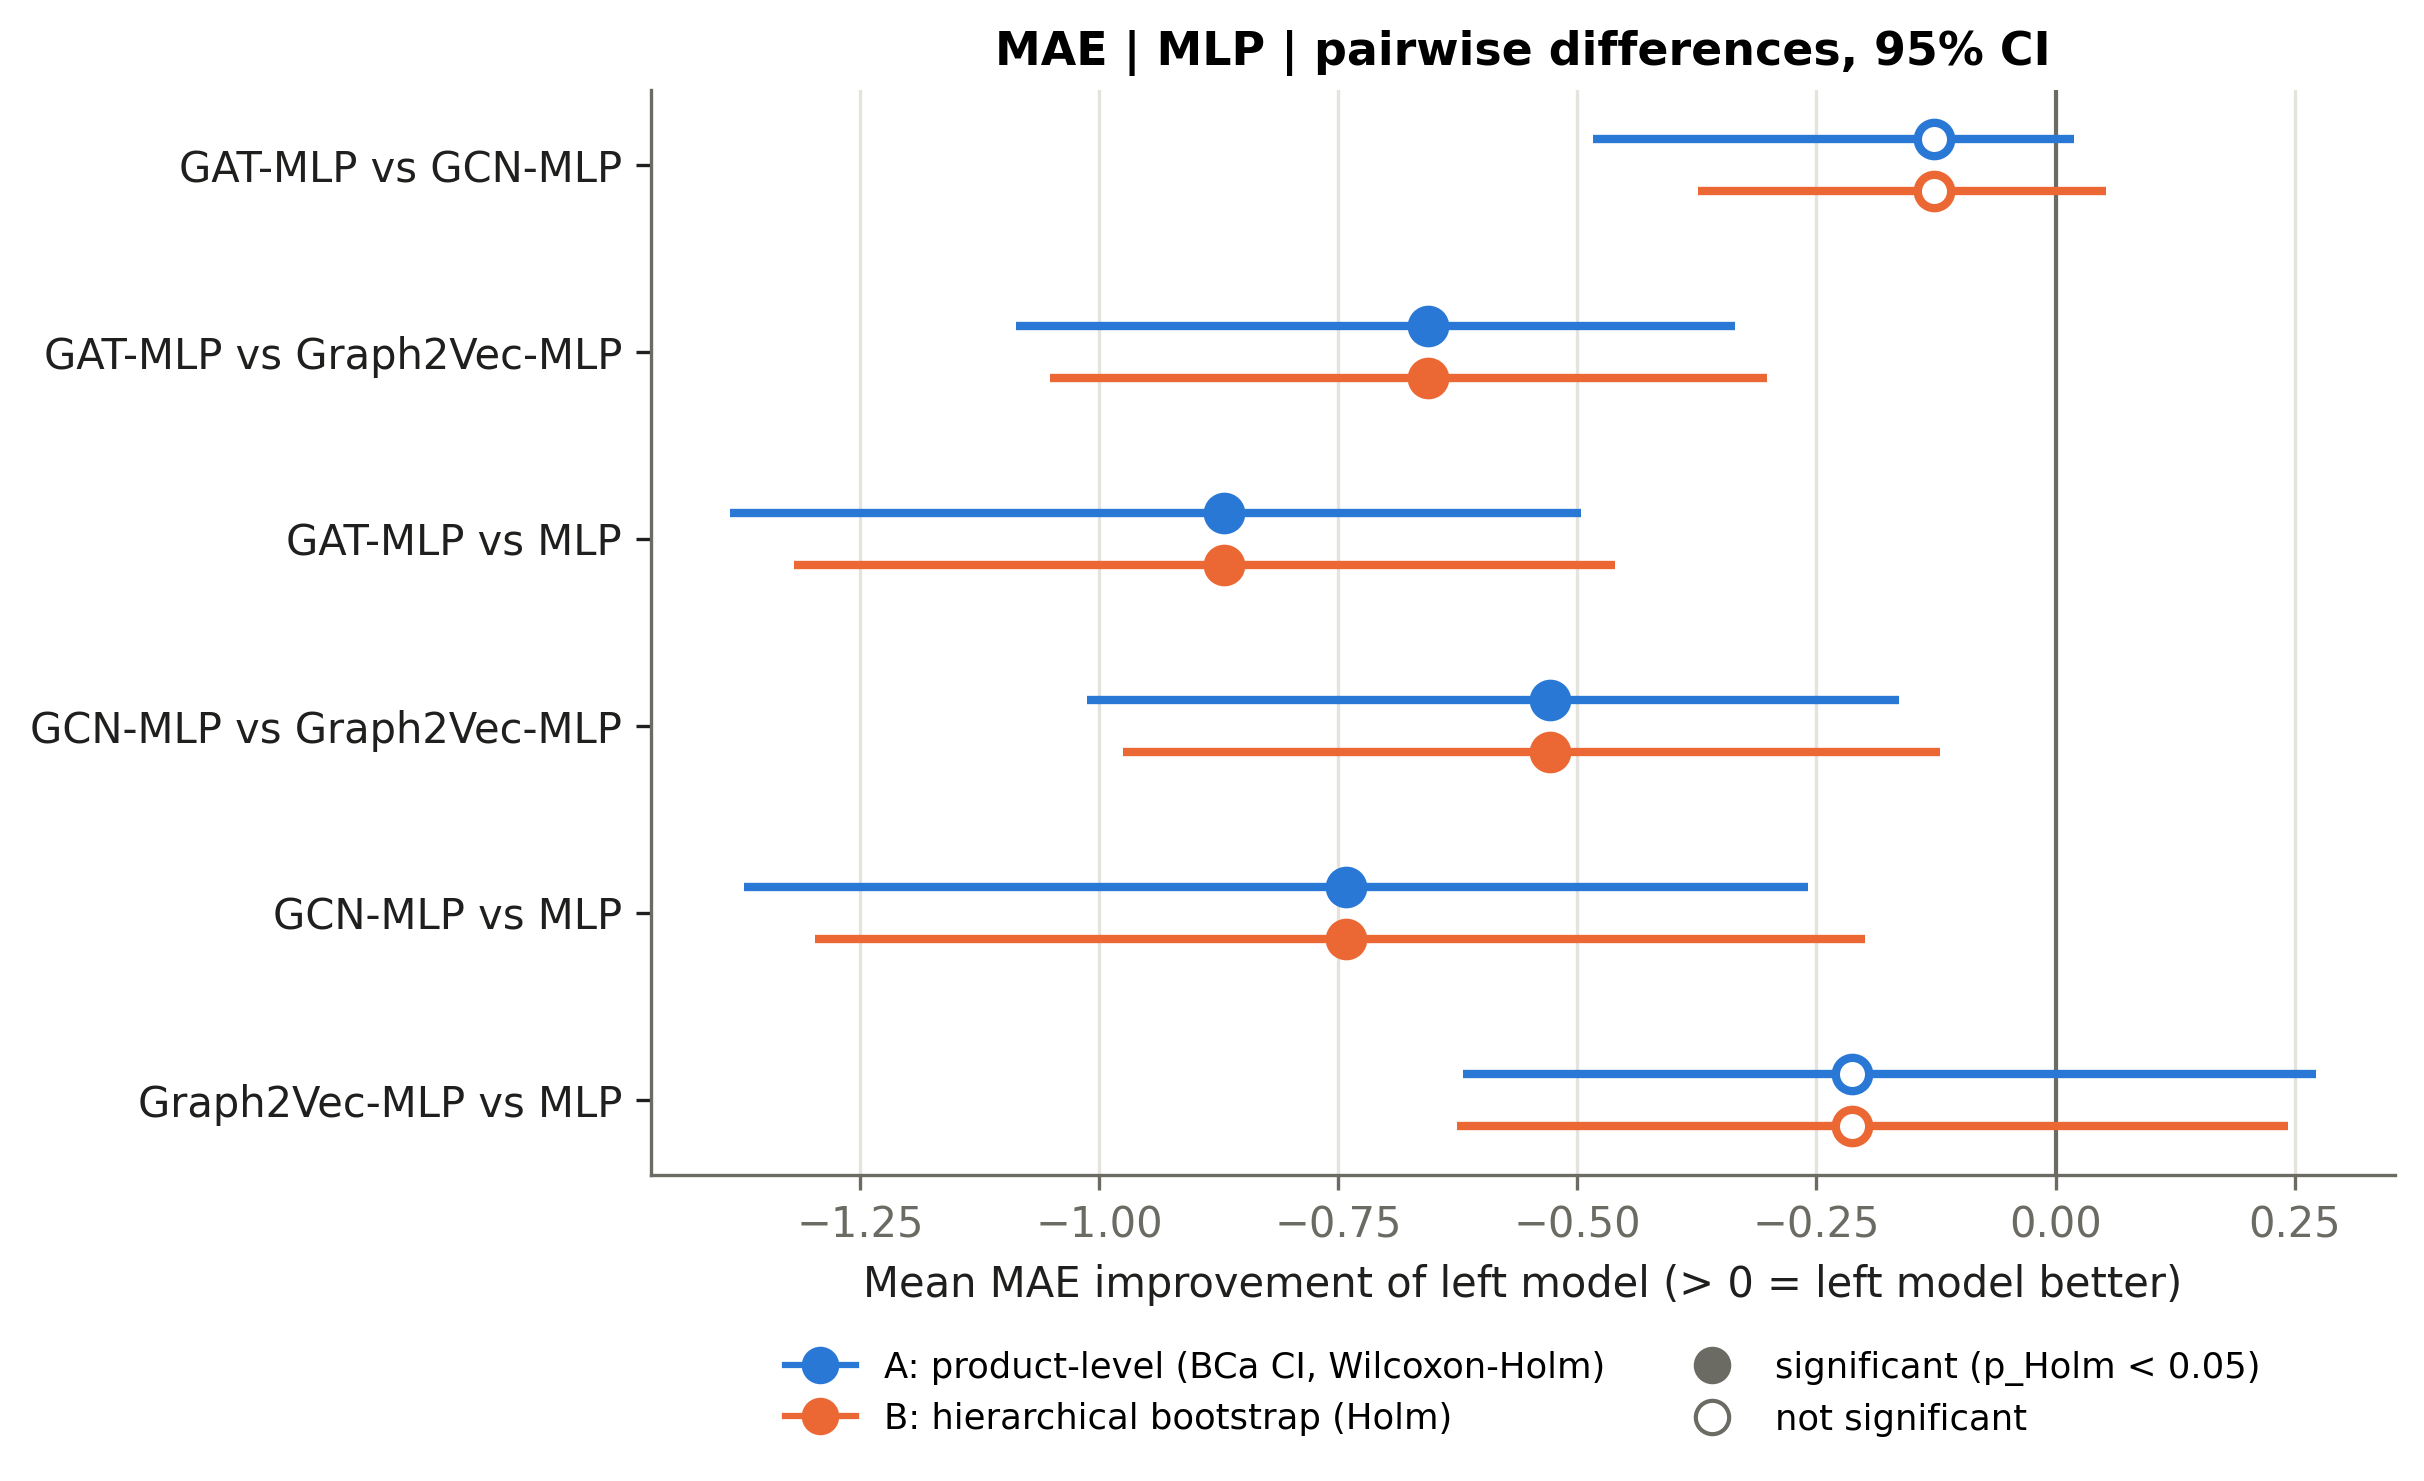 MAE | MLP | pairwise differences, 95% CI
GAT-MLP vs GCN-MLP
GAT-MLP vs Graph2Vec-MLP
GAT-MLP vs MLP
GCN-MLP vs Graph2Vec-MLP
GCN-MLP vs MLP
Graph2Vec-MLP vs MLP
−1.25 −1.00 −0.75 −0.50 −0.25 0.00 0.25
Mean MAE improvement of left model (> 0 = left model better)
A: product-level (BCa CI, Wilcoxon-Holm)
B: hierarchical bootstrap (Holm)
significant (p_Holm < 0.05)
not significant